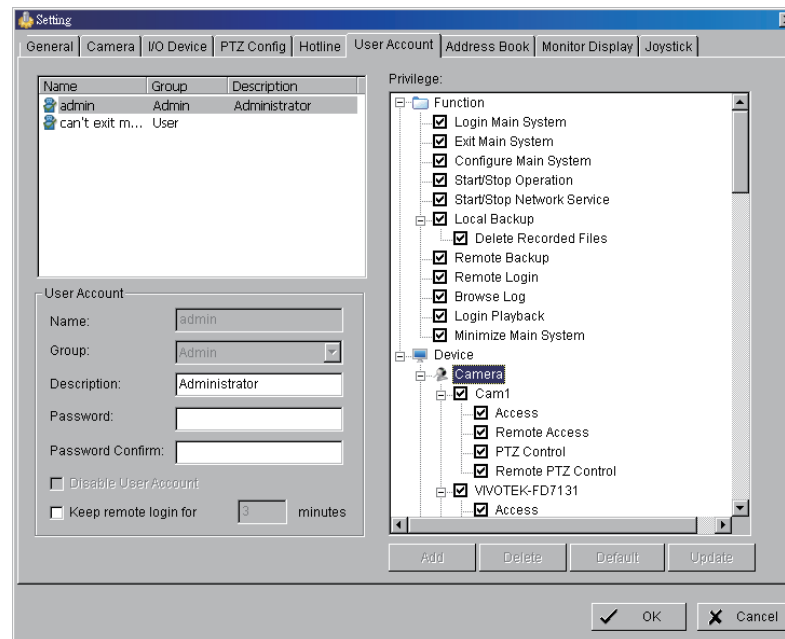 Setting
General Camera I/O Device PTZ Config Hotline User Account Address Book Monitor Display Joystick
Name Group Description
admin Admin Administrator
can't exit m... User
User Account
Name: admin
Group: Admin
Description: Administrator
Password:
Password Confirm:
Disable User Account
Keep remote login for 3 minutes
Privilege:
Function
Login Main System
Exit Main System
Configure Main System
Start/Stop Operation
Start/Stop Network Service
Local Backup
Delete Recorded Files
Remote Backup
Remote Login
Browse Log
Login Playback
Minimize Main System
Device
Camera
Cam1
Access
Remote Access
PTZ Control
Remote PTZ Control
VIVOTEK-FD7131
Access
Add Delete Default Update
OK Cancel